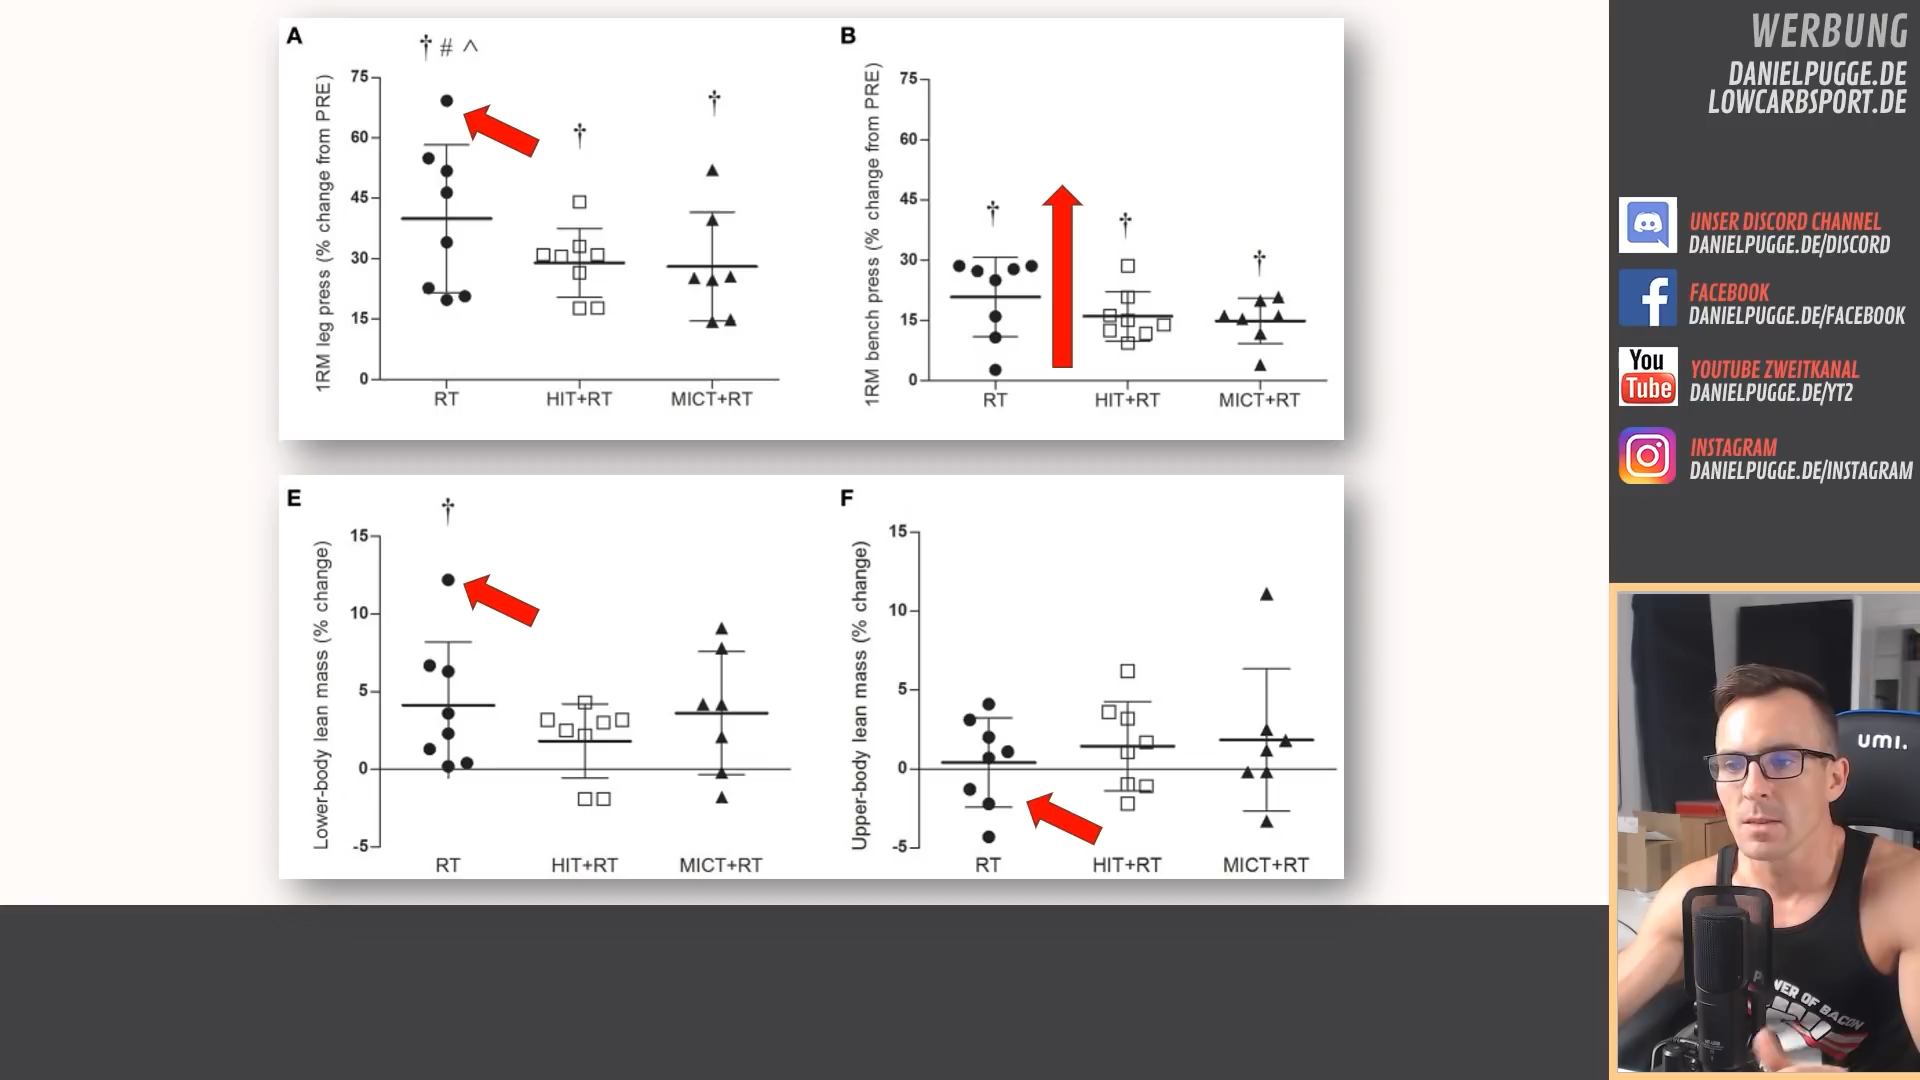 A
† # ^
1RM leg press (% change from PRE)
75
60
45
30
15
0
†
†
RT
HIT+RT
MICT+RT
B
1RM bench press (% change from PRE)
75
60
45
30
15
0
†
†
†
RT
HIT+RT
MICT+RT
E
†
Lower-body lean mass (% change)
15
10
5
0
-5
RT
HIT+RT
MICT+RT
F
Upper-body lean mass (% change)
15
10
5
0
-5
RT
HIT+RT
MICT+RT
WERBUNG
DANIELPUGGE.DE
LOWCARBSPORT.DE
UNSER DISCORD CHANNEL
DANIELPUGGE.DE/DISCORD
f
FACEBOOK
DANIELPUGGE.DE/FACEBOOK
You
Tube
YOUTUBE ZWEITKANAL
DANIELPUGGE.DE/YT2
INSTAGRAM
DANIELPUGGE.DE/INSTAGRAM
umi.
OF BACON